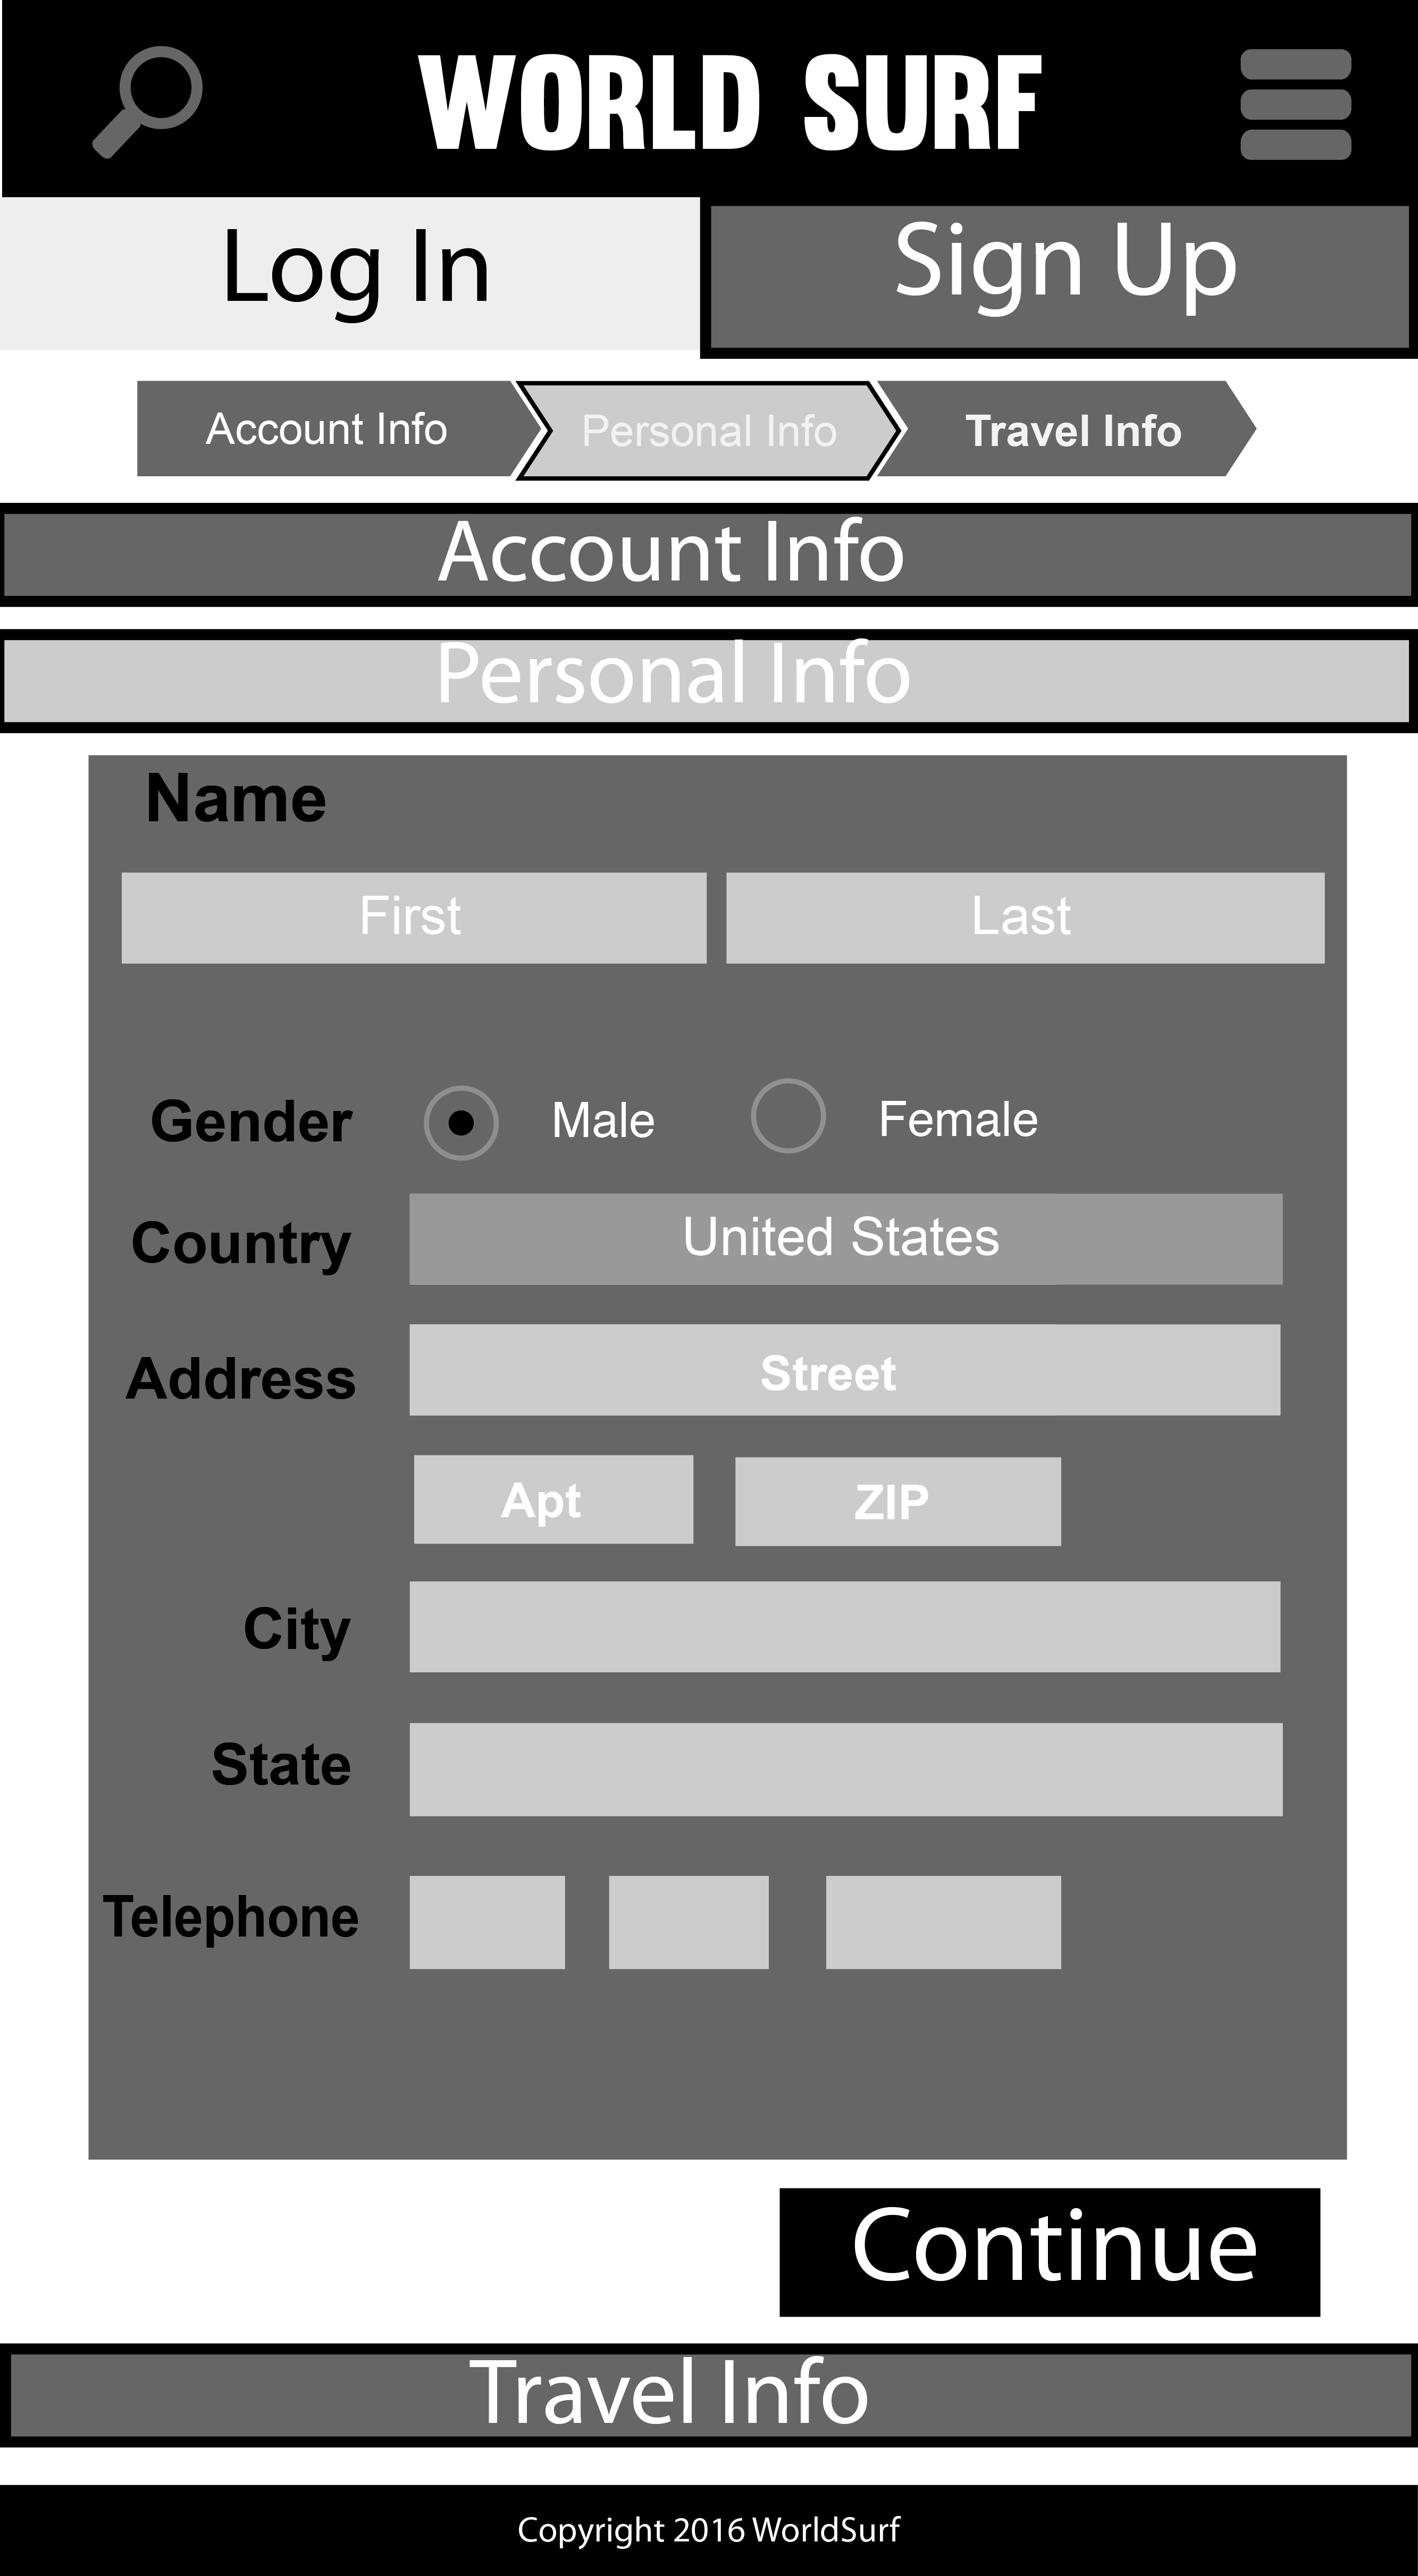 WORLD SURF
Log In Sign Up
Account Info Personal Info Travel Info
Account Info
Personal Info
Name
First Last
Gender Male Female
Country United States
Address Street
Apt ZIP
City
State
Telephone
Continue
Travel Info
Copyright 2016 WorldSurf